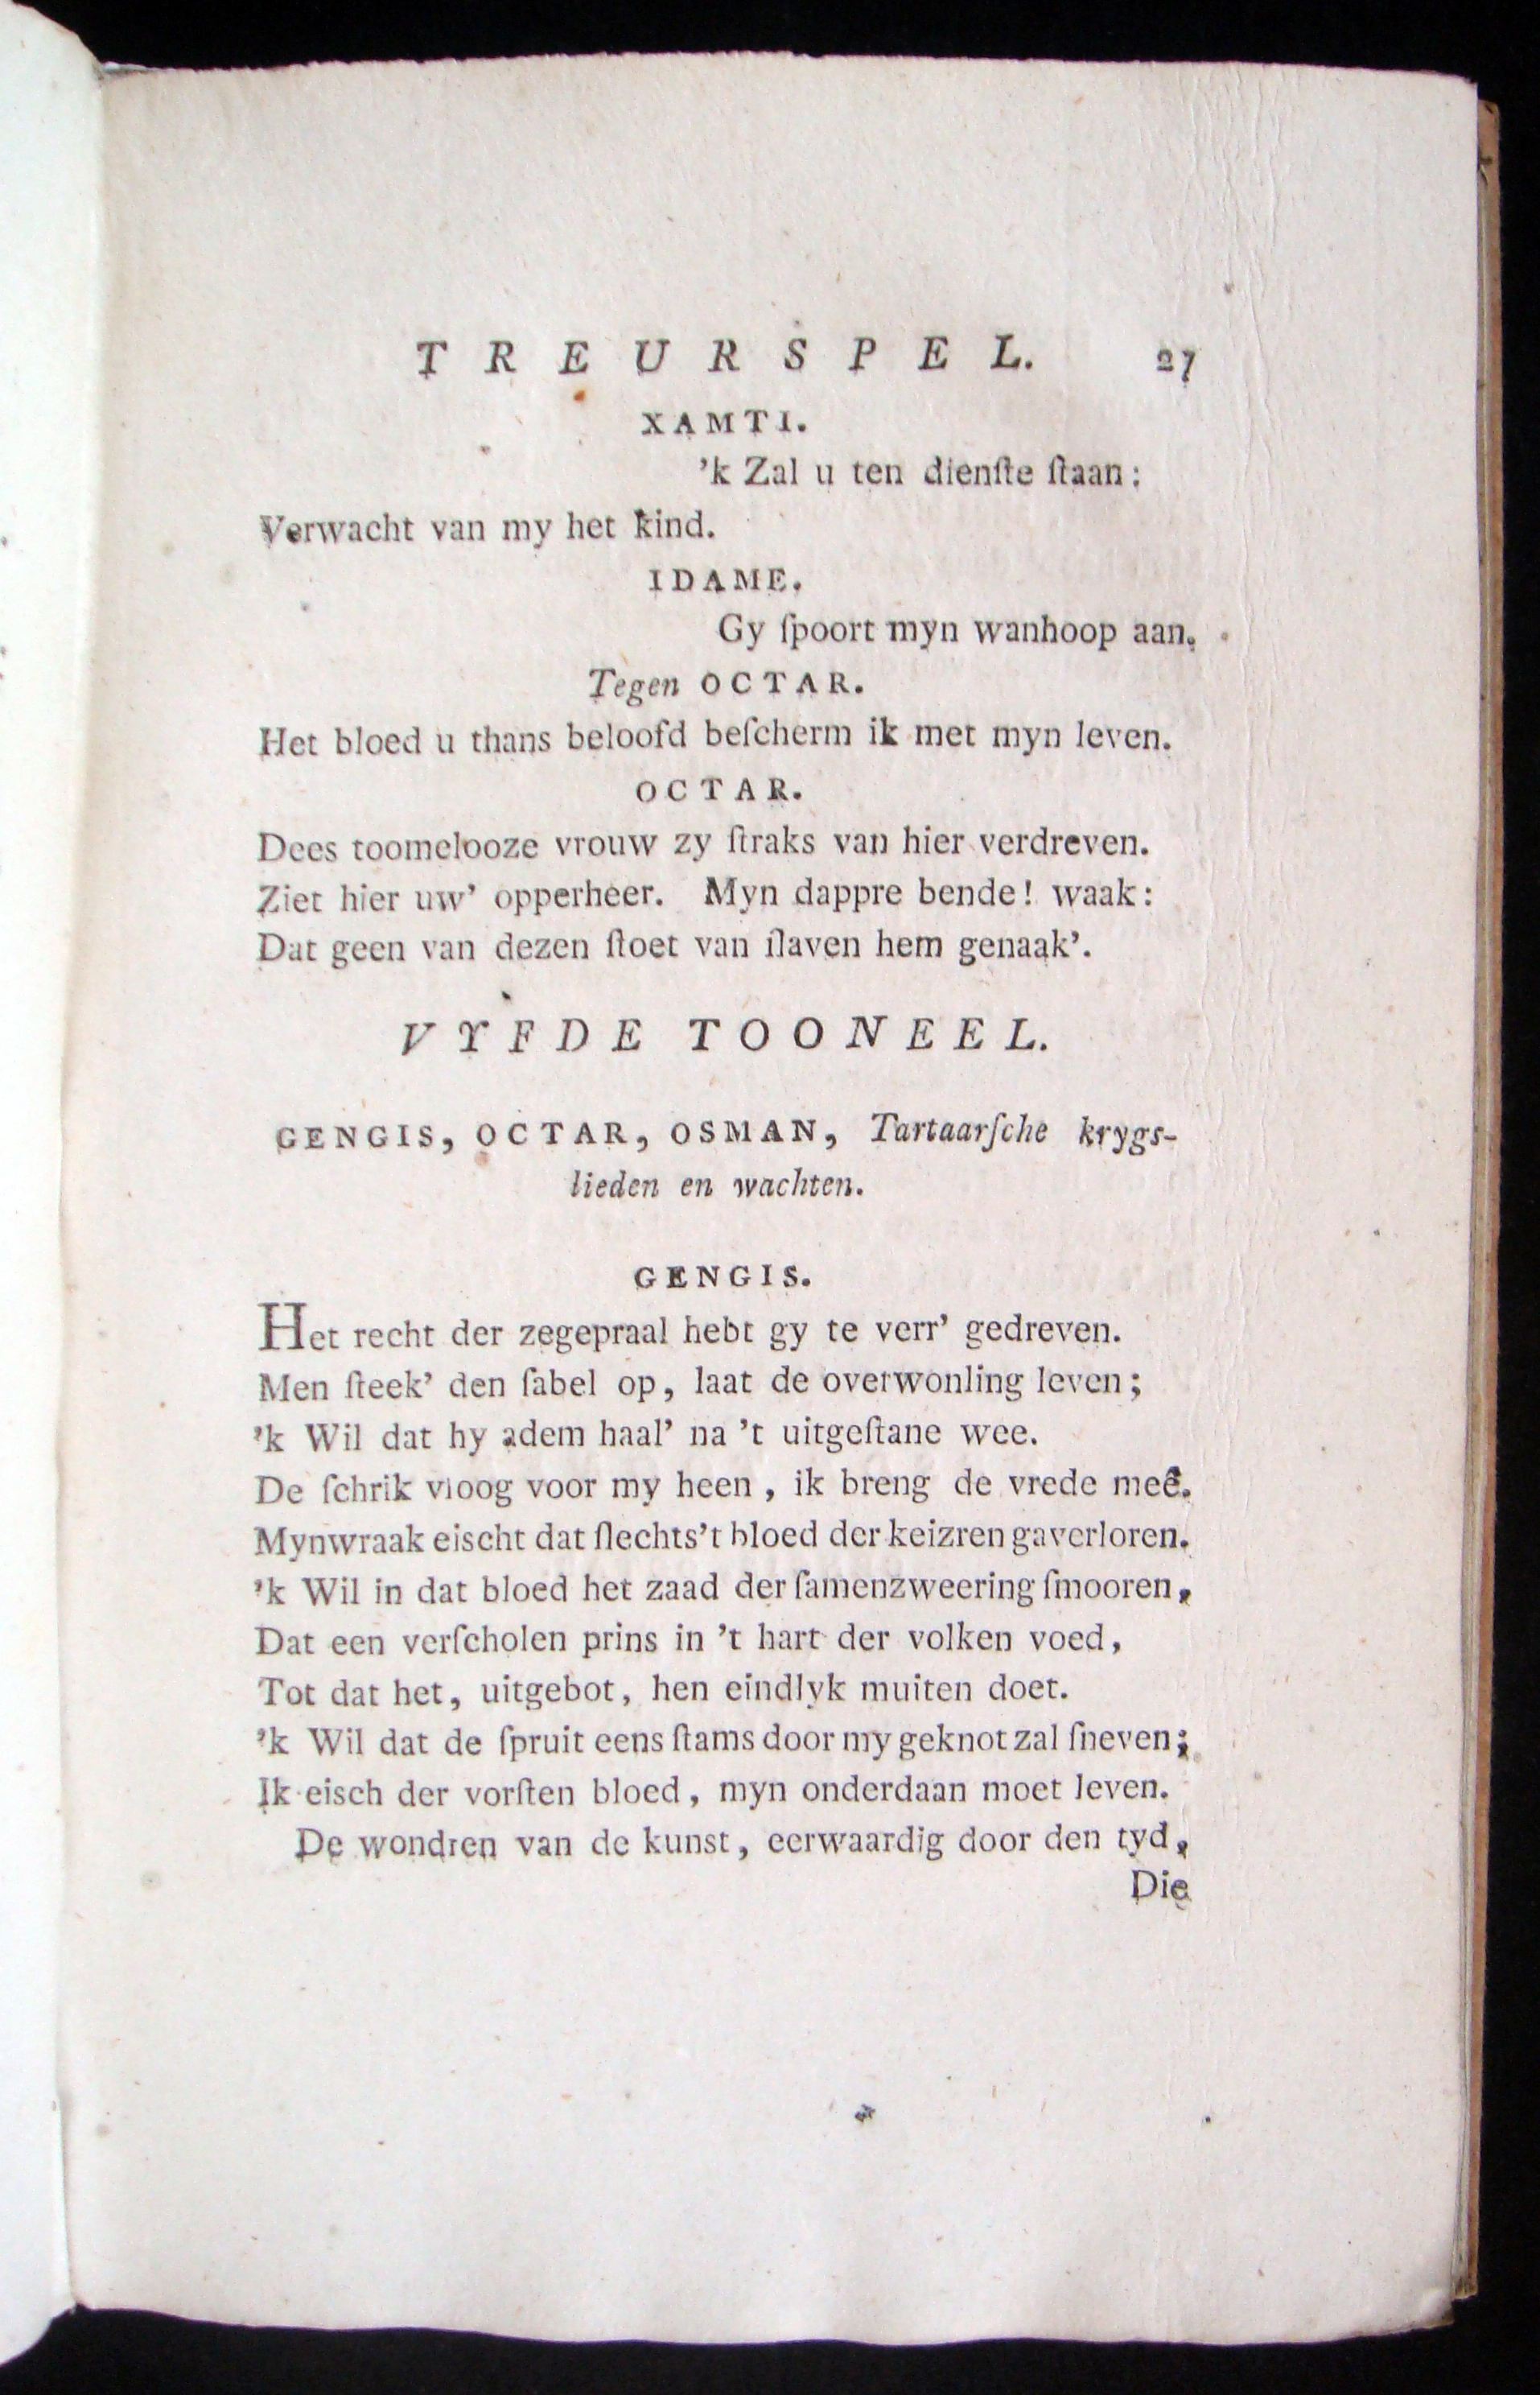 TREURSPEL. 27
XAMTI.
’k Zal u ten dienſte ſtaan:
Verwacht van my het kind.
IDAME.
Gy ſpoort myn wanhoop aan.
Tegen OCTAR.
Het bloed u thans beloofd beſcherm ik met myn leven.
OCTAR.
Dees toomelooze vrouw zy ſtraks van hier verdreven.
Ziet hier uw’ opperheer. Myn dappre bende! waak:
Dat geen van dezen ſtoet van ſlaven hem genaak’.
VYFDE TOONEEL.
GENGIS, OCTAR, OSMAN, Tartaarſche krygs-
lieden en wachten.
GENGIS.
Het recht der zegepraal hebt gy te verr’ gedreven.
Men ſteek’ den ſabel op, laat de overwonling leven;
’k Wil dat hy adem haal’ na ’t uitgeſtane wee.
De ſchrik vloog voor my heen, ik breng de vrede meê.
Myn wraak eischt dat ſlechts ’t bloed der keizren ga verloren.
’k Wil in dat bloed het zaad der ſamenzweering ſmooren,
Dat een verſcholen prins in ’t hart der volken voed,
Tot dat het, uitgebot, hen eindlyk muiten doet.
’k Wil dat de ſpruit eens ſtams door my geknot zal ſneven;
Ik eisch der vorſten bloed, myn onderdaan moet leven.
De wondren van de kunst, eerwaardig door den tyd,
Die